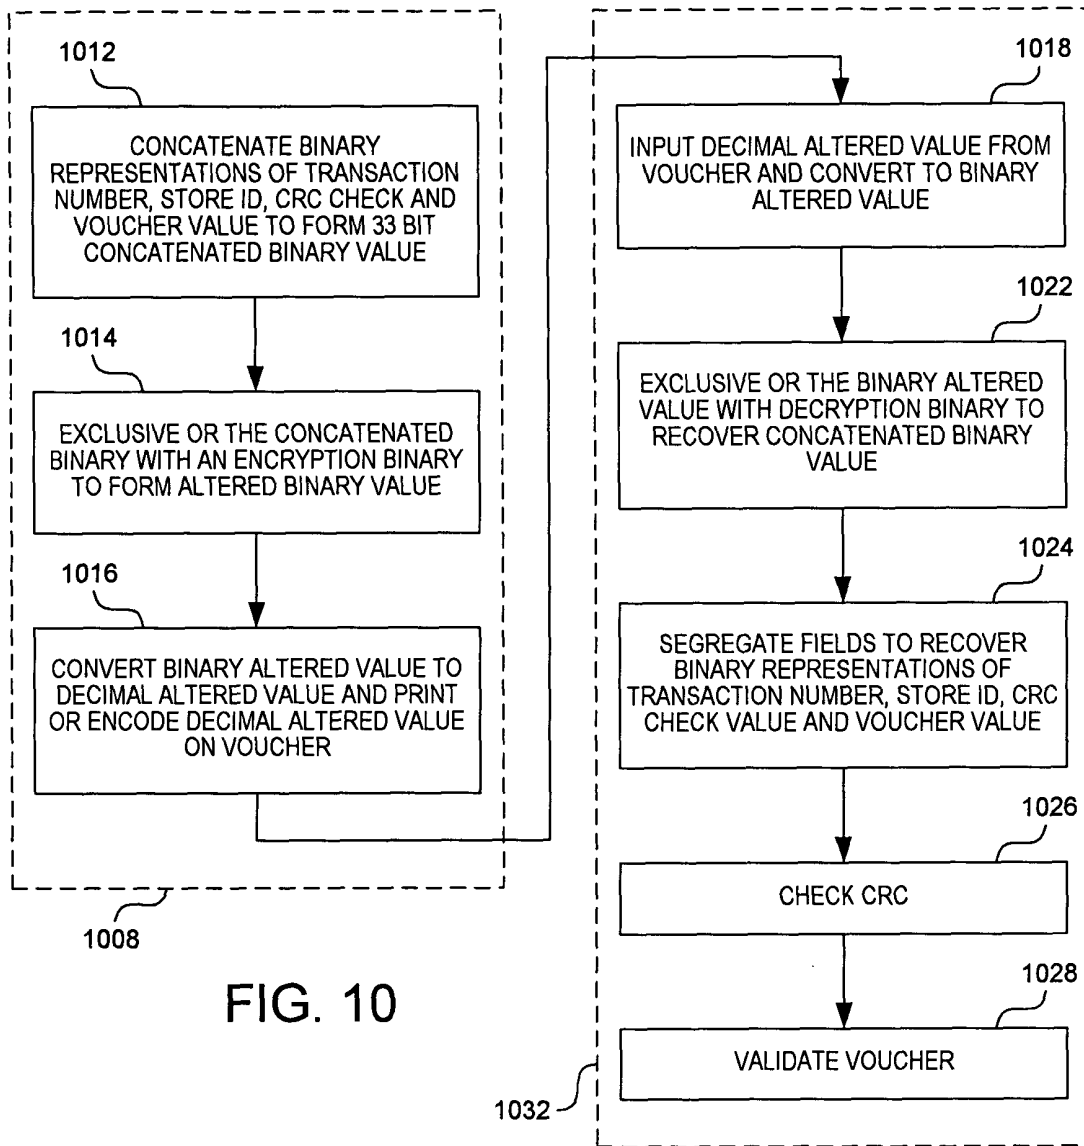 1012
CONCATENATE BINARY
REPRESENTATIONS OF TRANSACTION
NUMBER, STORE ID, CRC CHECK AND
VOUCHER VALUE TO FORM 33 BIT
CONCATENATED BINARY VALUE
1014
EXCLUSIVE OR THE CONCATENATED
BINARY WITH AN ENCRYPTION BINARY
TO FORM ALTERED BINARY VALUE
1016
CONVERT BINARY ALTERED VALUE TO
DECIMAL ALTERED VALUE AND PRINT
OR ENCODE DECIMAL ALTERED VALUE
ON VOUCHER
1008
1018
INPUT DECIMAL ALTERED VALUE FROM
VOUCHER AND CONVERT TO BINARY
ALTERED VALUE
1022
EXCLUSIVE OR THE BINARY ALTERED
VALUE WITH DECRYPTION BINARY TO
RECOVER CONCATENATED BINARY
VALUE
1024
SEGREGATE FIELDS TO RECOVER
BINARY REPRESENTATIONS OF
TRANSACTION NUMBER, STORE ID, CRC
CHECK VALUE AND VOUCHER VALUE
1026
CHECK CRC
1028
VALIDATE VOUCHER
1032
FIG. 10